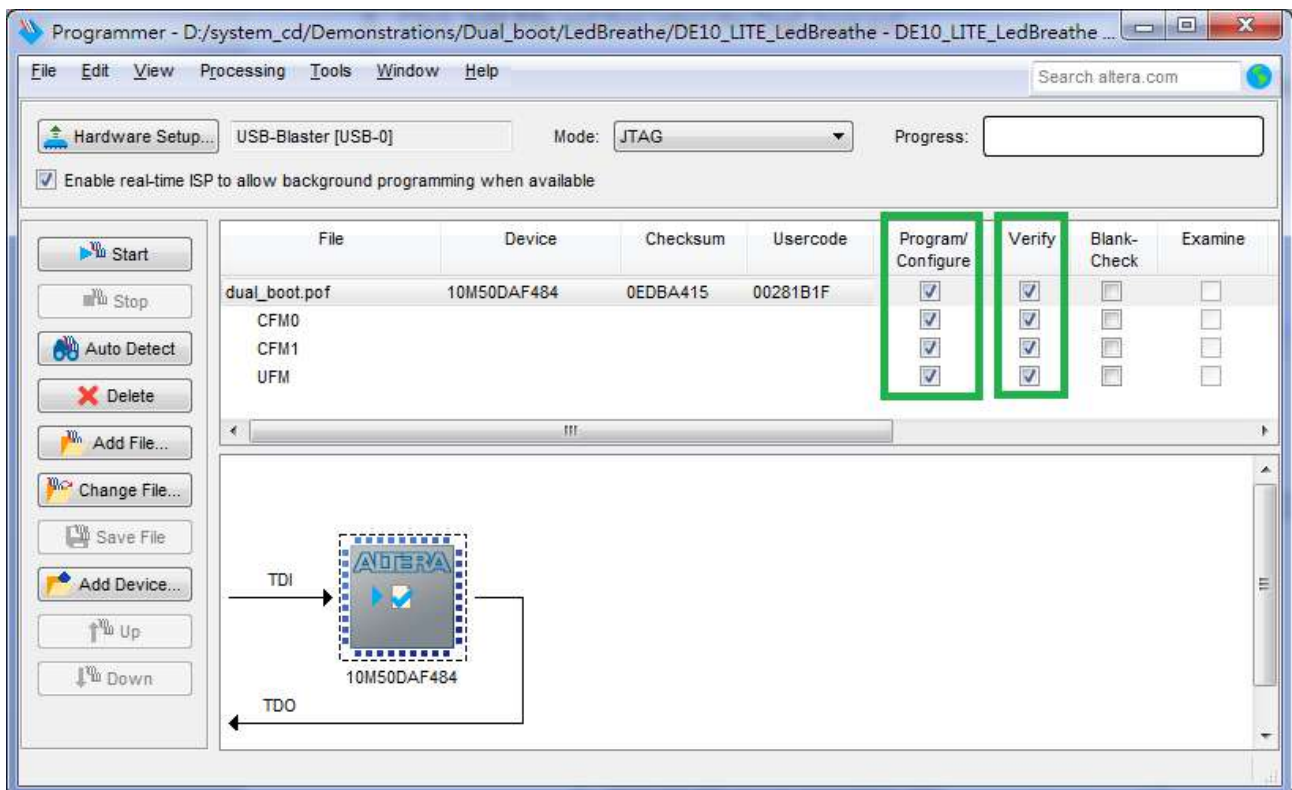 Programmer - D:/system_cd/Demonstrations/Dual_boot/LedBreathe/DE10_LITE_LedBreathe - DE10_LITE_LedBreathe ...
File Edit View Processing Tools Window Help
Search altera.com
Hardware Setup... USB-Blaster [USB-0] Mode: JTAG Progress:
Enable real-time ISP to allow background programming when available
File Device Checksum Usercode Program/ Verify Blank- Examine
Configure Check
dual_boot.pof 10M50DAF484 0EDBA415 00281B1F
CFM0
CFM1
UFM
Start
Stop
Auto Detect
Delete
Add File...
Change File...
Save File
Add Device...
Up
Down
TDI
ALTERA
10M50DAF484
TDO